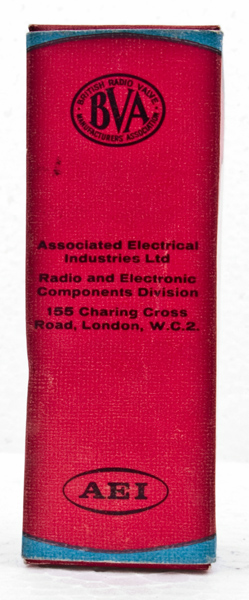 BRITISH RADIO VALVE
BVA
MANUFACTURERS ASSOCIATION
Associated Electrical
Industries Ltd
Radio and Electronic
Components Division
155 Charing Cross
Road, London, W.C.2.
AEI